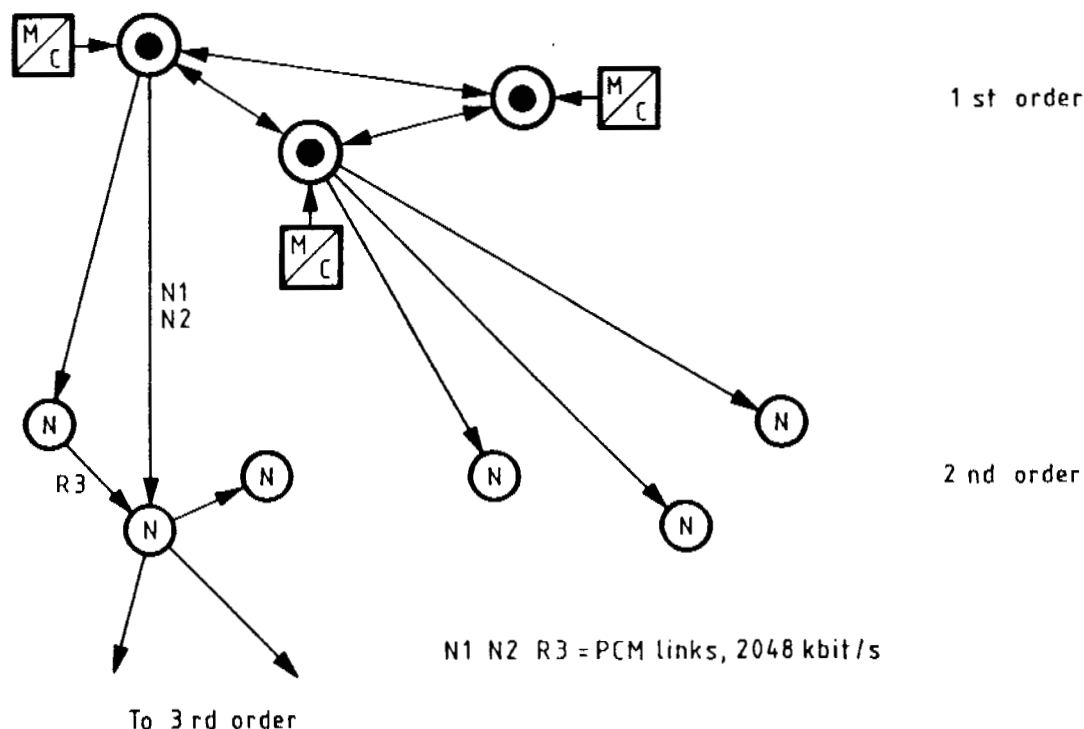 M
C
M
C
1 st order
M
C
N1
N2
N
N
R3
N
N
2 nd order
N
N
N1 N2 R3 = PCM links, 2048 kbit/s
To 3 rd order